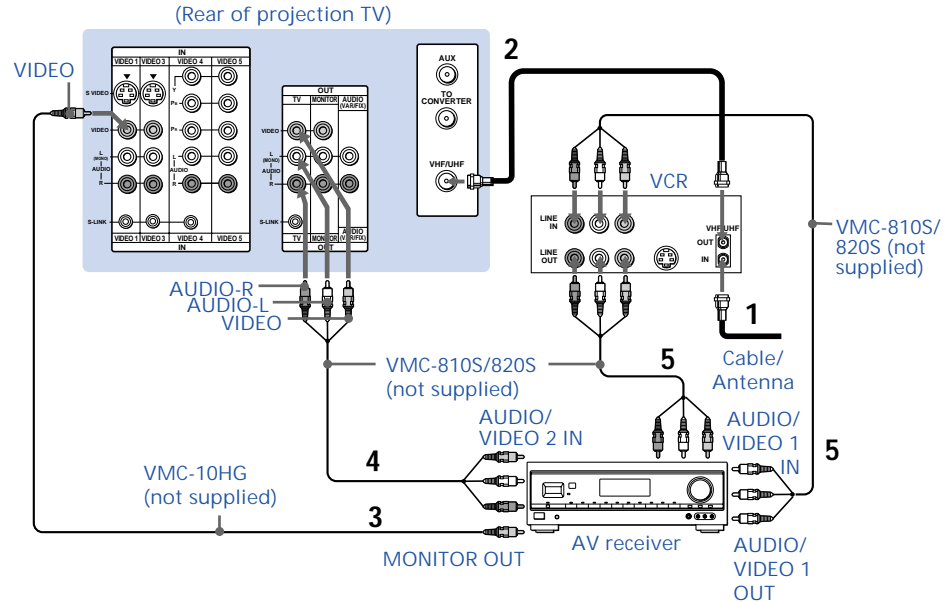 (Rear of projection TV)
VIDEO
IN
VIDEO 1 VIDEO 3 VIDEO 4 VIDEO 5
S VIDEO
VIDEO
L
(MONO)
AUDIO
R
S-LINK
Y
PB
PR
L
AUDIO
R
VIDEO 1 VIDEO 3 VIDEO 4 VIDEO 5
IN
OUT
TV MONITOR AUDIO
(VAR/FIX)
VIDEO
L
(MONO)
AUDIO
R
S-LINK
TV MONITOR AUDIO
(VAR/FIX)
OUT
AUX
TO
CONVERTER
VHF/UHF
2
VCR
LINE
IN
LINE
OUT
VHF/UHF
OUT
IN
VMC-810S/
820S (not
supplied)
1
Cable/
Antenna
AUDIO-R
AUDIO-L
VIDEO
VMC-810S/820S
(not supplied)
5
AUDIO/
VIDEO 2 IN
AUDIO/
VIDEO 1
IN
5
4
VMC-10HG
(not supplied)
3
MONITOR OUT
AV receiver
AUDIO/
VIDEO 1
OUT